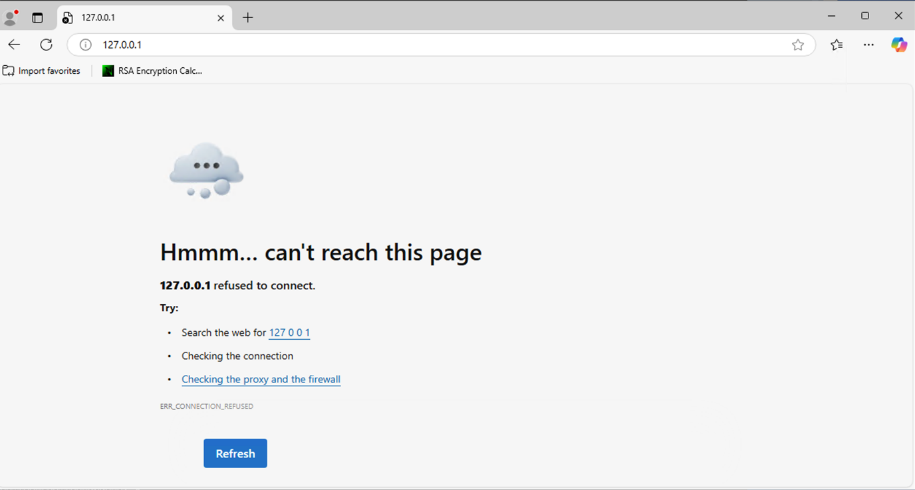 127.0.0.1
127.0.0.1
Import favorites
RSA Encryption Calc...
Hmmm... can't reach this page
127.0.0.1 refused to connect.
Try:
• Search the web for 127 0 0 1
• Checking the connection
• Checking the proxy and the firewall
ERR_CONNECTION_REFUSED
Refresh